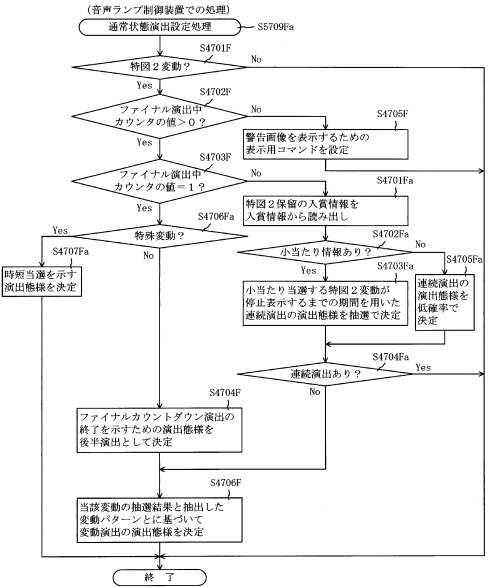 (音声ランプ制御装置での処理)
通常状態演出設定処理
S5709Fa
S4701F
特図２変動？
No
Yes
S4702F
ファイナル演出中
カウンタの値＞０？
No
Yes
S4705F
警告画像を表示するための
表示用コマンドを設定
S4703F
ファイナル演出中
カウンタの値＝１？
No
Yes
S4701Fa
特図２保留の入賞情報を
入賞情報から読み出し
S4706Fa
特殊変動？
Yes
No
S4707Fa
時短当選を示す
演出態様を決定
S4702Fa
小当たり情報あり？
No
Yes
S4703Fa
小当たり当選する特図２変動が
停止表示するまでの期間を用いた
連続演出の演出態様を抽選で決定
S4705Fa
連続演出の
演出態様を
低確率で
決定
S4704Fa
連続演出あり？
Yes
No
S4704F
ファイナルカウントダウン演出の
終了を示すための演出態様を
後半演出として決定
S4706F
当該変動の抽選結果と抽出した
変動パターンとに基づいて
変動演出の演出態様を決定
終了